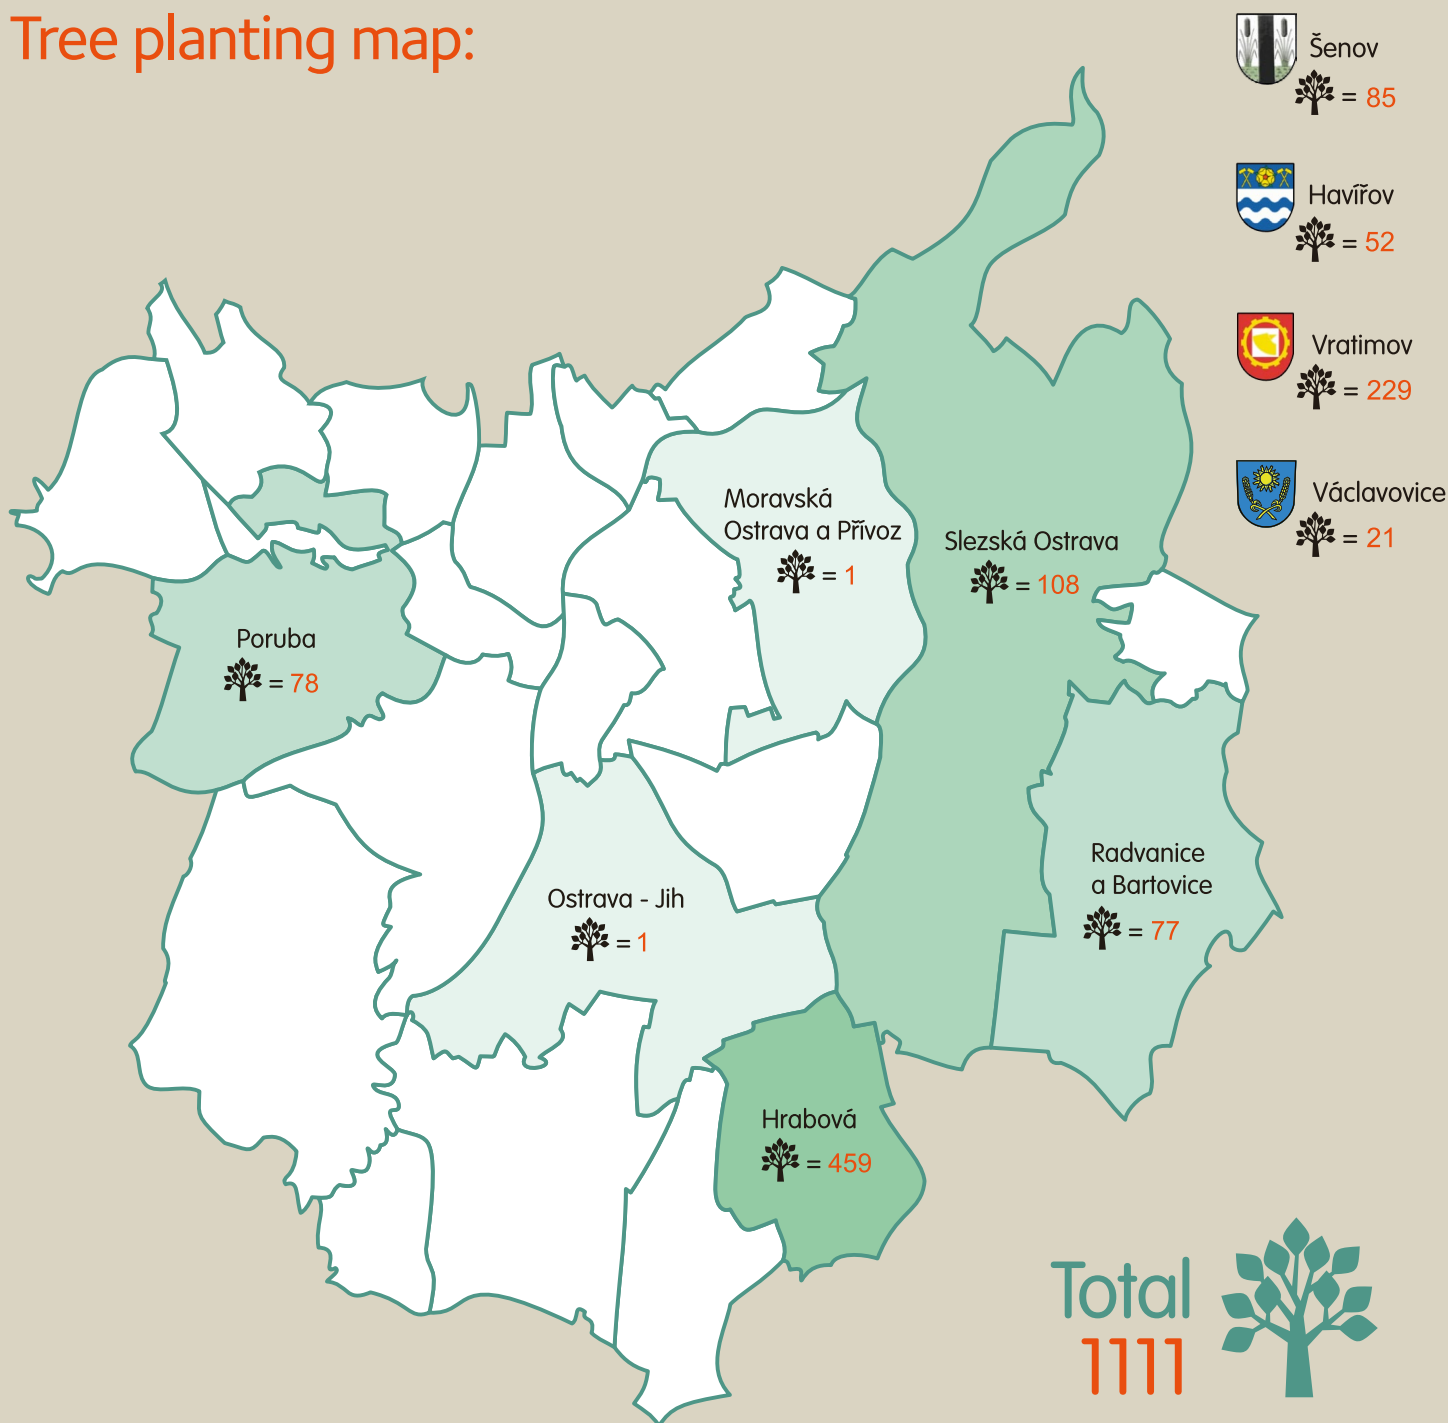 Tree planting map:
Šenov
= 85
Havířov
= 52
Vratimov
= 229
Václavovice
= 21
Moravská
Ostrava a Přívoz
= 1
Slezská Ostrava
= 108
Poruba
= 78
Radvanice
a Bartovice
= 77
Ostrava - Jih
= 1
Hrabová
= 459
Total
1111